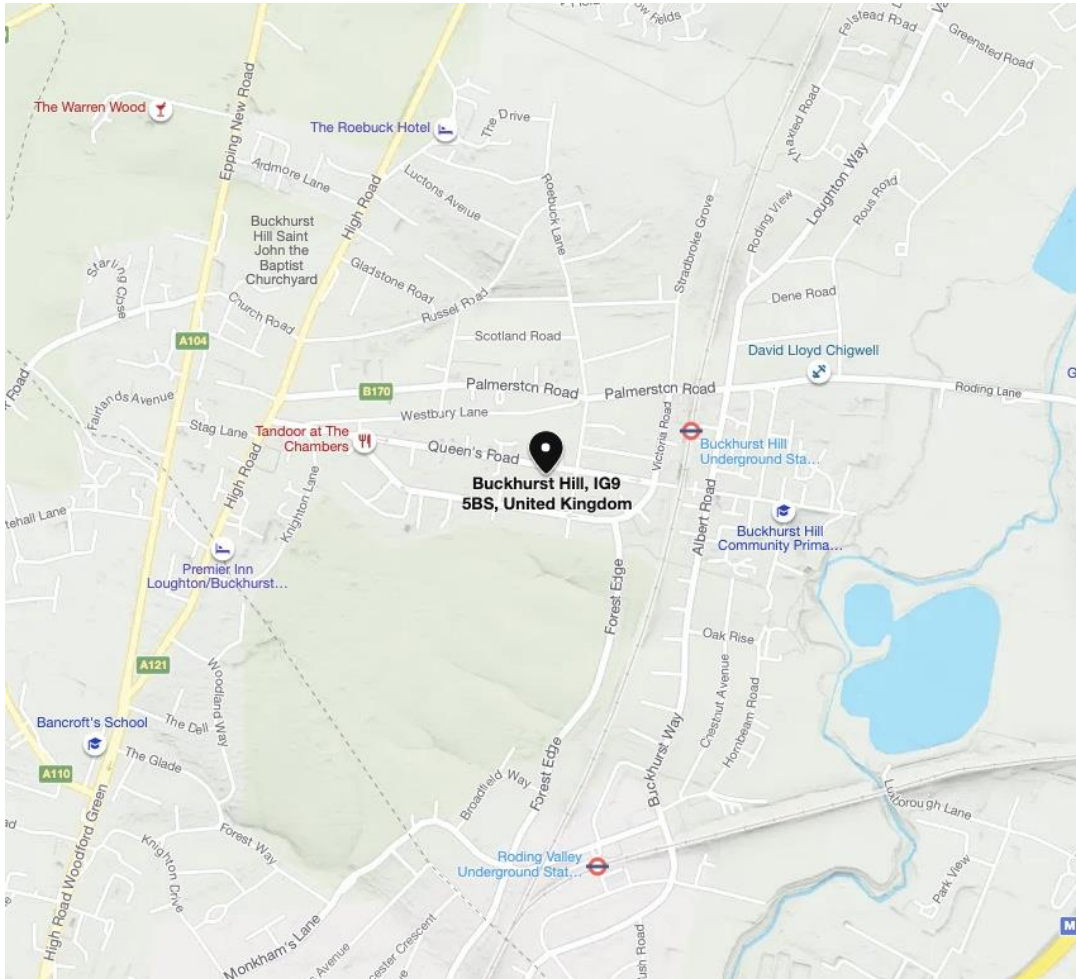 Felstead Road
Greensted Road
The Warren Wood
Epping New Road
The Roebuck Hotel
The Drive
Thaxted Road
Loughton Way
Ardmore Lane
High Road
Luctons Avenue
Roebuck Lane
Rous Road
Roding View
Stradbroke Grove
Buckhurst
Hill Saint
John the
Baptist
Churchyard
Starling Close
Gladstone Road
Russel Road
Church Road
Dene Road
Scotland Road
A104
David Lloyd Chigwell
B170
Palmerston Road
Palmerston Road
Roding Lane
Fairlands Avenue
Westbury Lane
Stag Lane
Tandoor at The
Chambers
Queen's Road
Victoria Road
Buckhurst Hill
Underground Sta...
High Road
Knighton Lane
Buckhurst Hill, IG9
5BS, United Kingdom
Albert Road
Buckhurst Hill
Community Prima...
Premier Inn
Loughton/Buckhurst...
Forest Edge
Oak Rise
A121
Woodland Way
Chestnut Avenue
Hornbeam Road
Bancroft's School
The Dell
The Glade
Buckhurst Way
Forest Edge
Broadfield Way
A110
High Road Woodford Green
Luxborough Lane
Forest Way
Knighton Drive
Roding Valley
Underground Stat...
Park View
Monkham's Lane
M